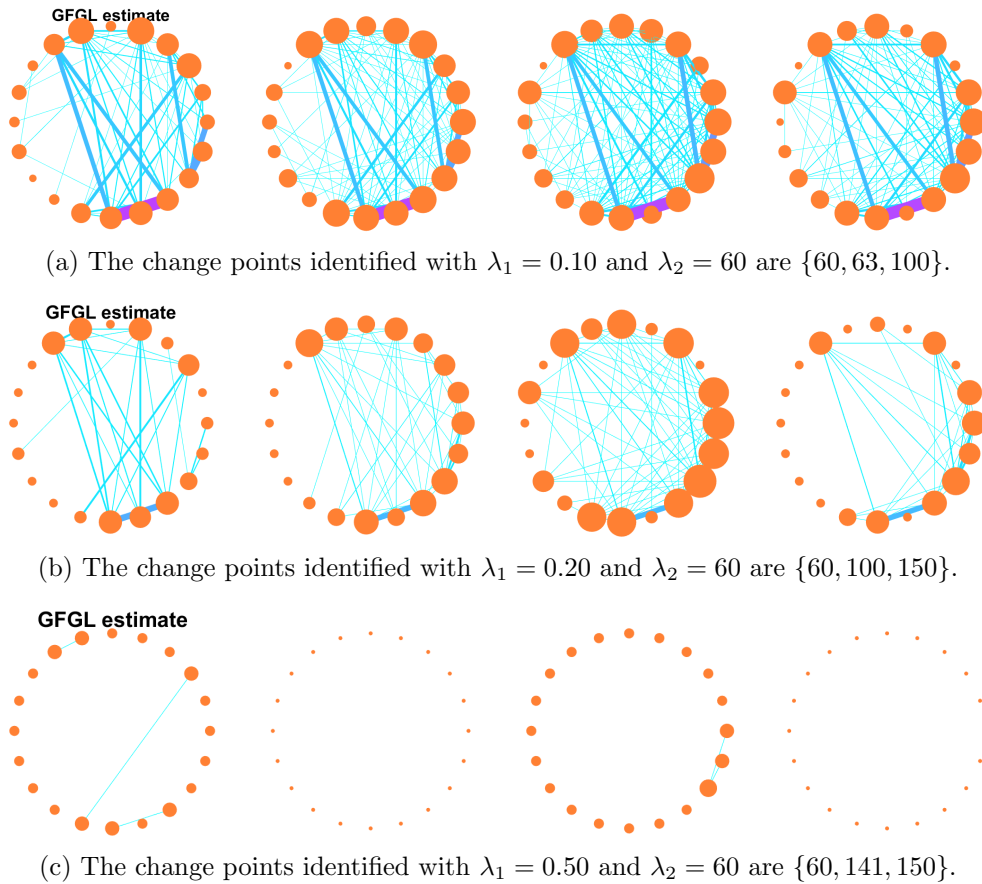 GFGL estimate
(a) The change points identified with λ₁ = 0.10 and λ₂ = 60 are {60, 63, 100}.
GFGL estimate
(b) The change points identified with λ₁ = 0.20 and λ₂ = 60 are {60, 100, 150}.
GFGL estimate
(c) The change points identified with λ₁ = 0.50 and λ₂ = 60 are {60, 141, 150}.